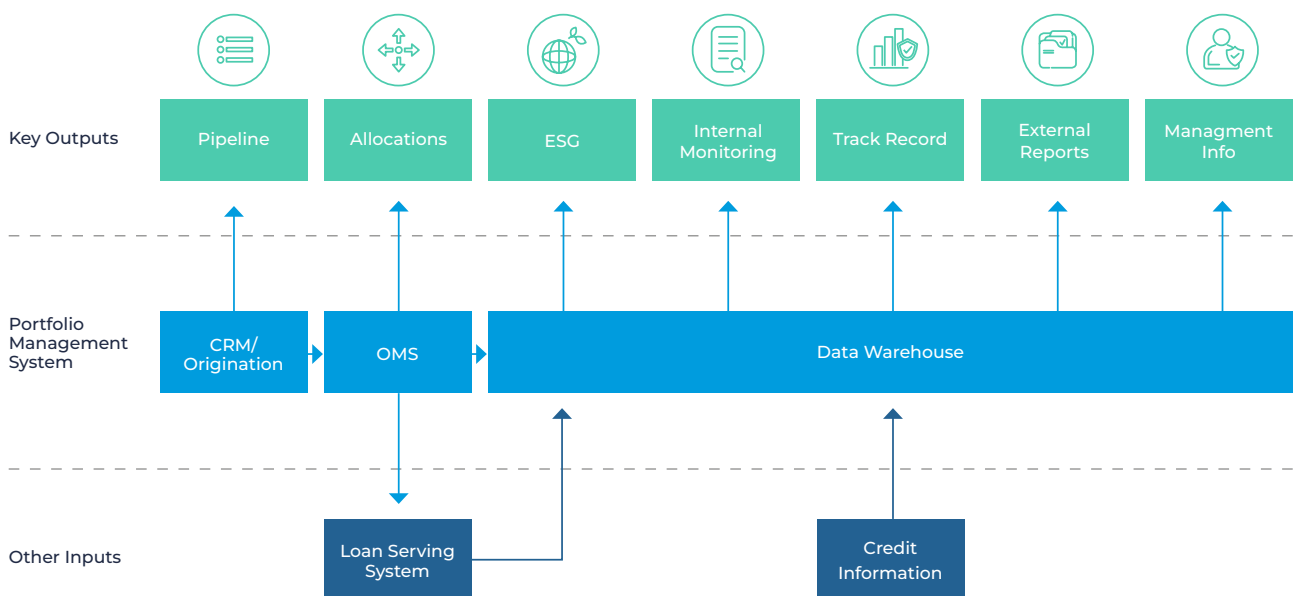 Key Outputs
Pipeline
Allocations
ESG
Internal
Monitoring
Track Record
External
Reports
Managment
Info
Portfolio
Management
System
CRM/
Origination
OMS
Data Warehouse
Other Inputs
Loan Serving
System
Credit
Information